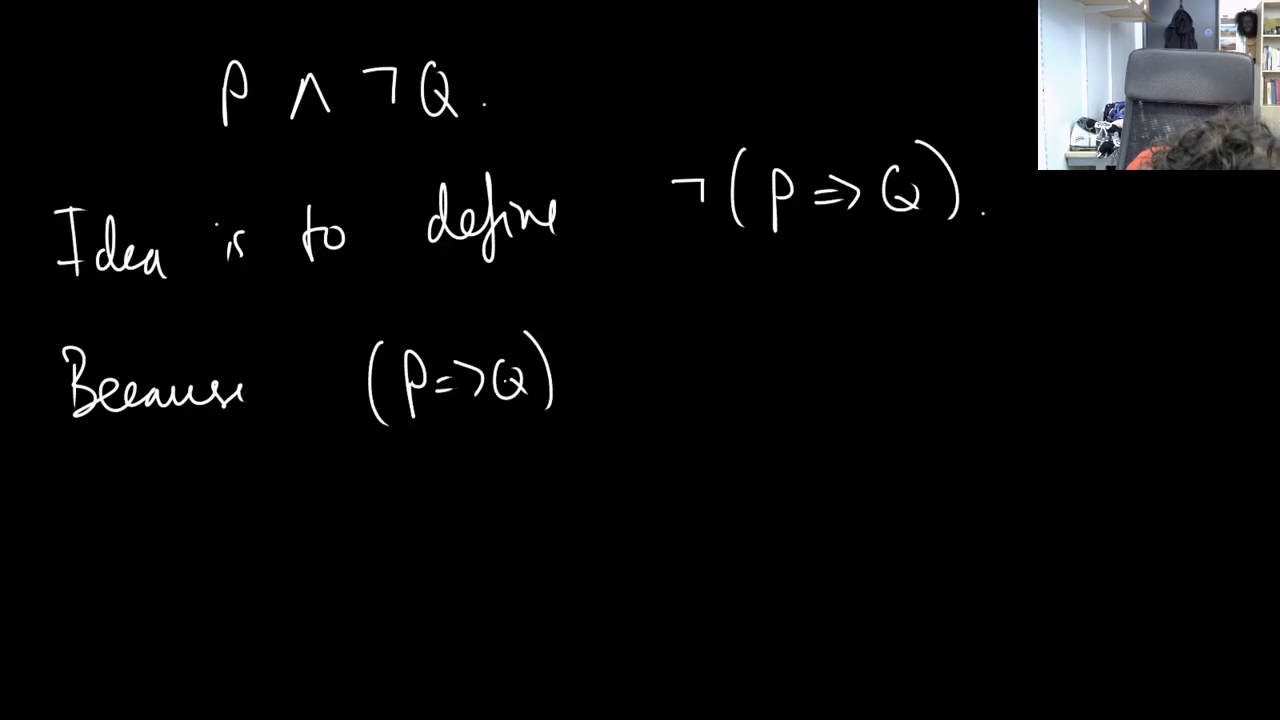 P ∧ ¬Q.
Idea is to define ¬(P => Q).
Because (P=>Q)